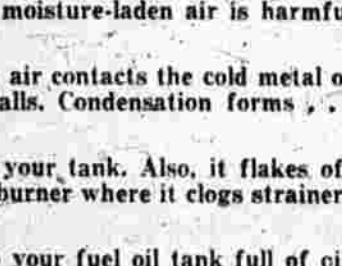 moisture-laden air is harmfu
air contacts the cold metal o
alls. Condensation forms . .
your tank. Also, it flakes of
burner where it clogs strainer
your fuel oil tank full of ci